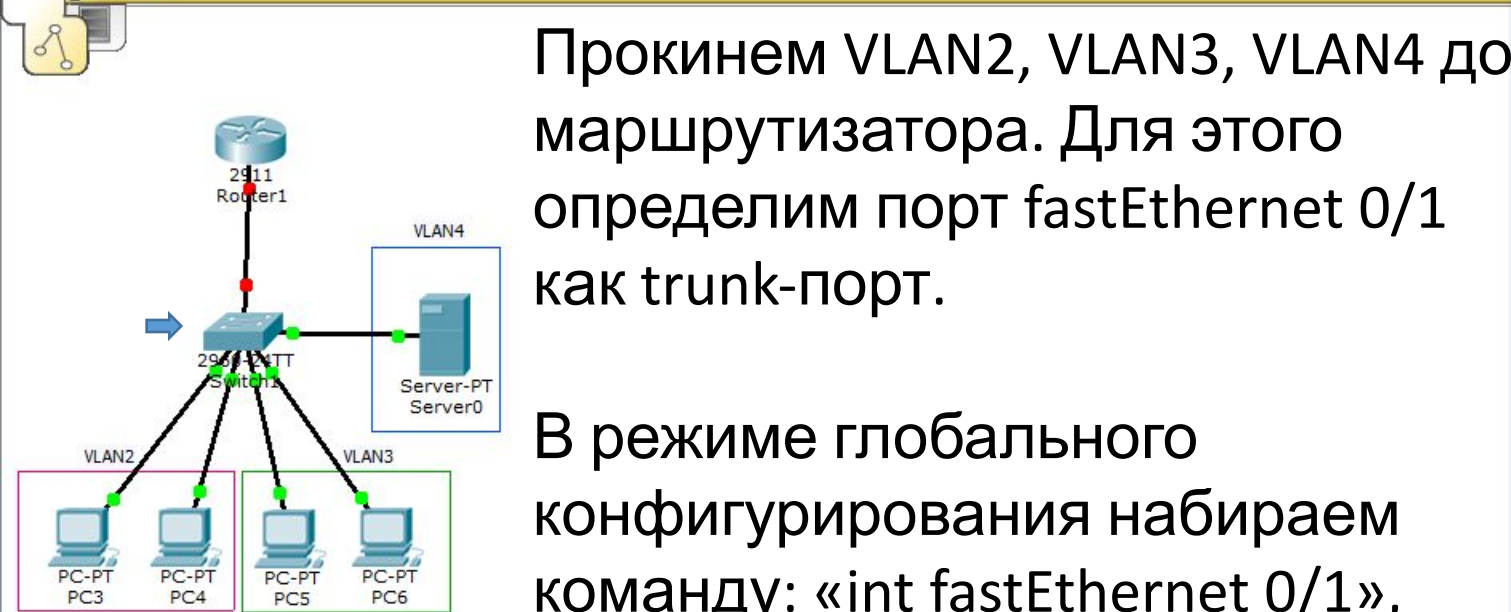 Прокинем VLAN2, VLAN3, VLAN4 до
маршрутизатора. Для этого
определим порт fastEthernet 0/1
как trunk-порт.
В режиме глобального
конфигурирования набираем
команду: «int fastEthernet 0/1».
2911
Router1
VLAN4
2960-24TT
Switch1
Server-PT
Server0
VLAN2
VLAN3
PC-PT
PC3
PC-PT
PC4
PC-PT
PC5
PC-PT
PC6